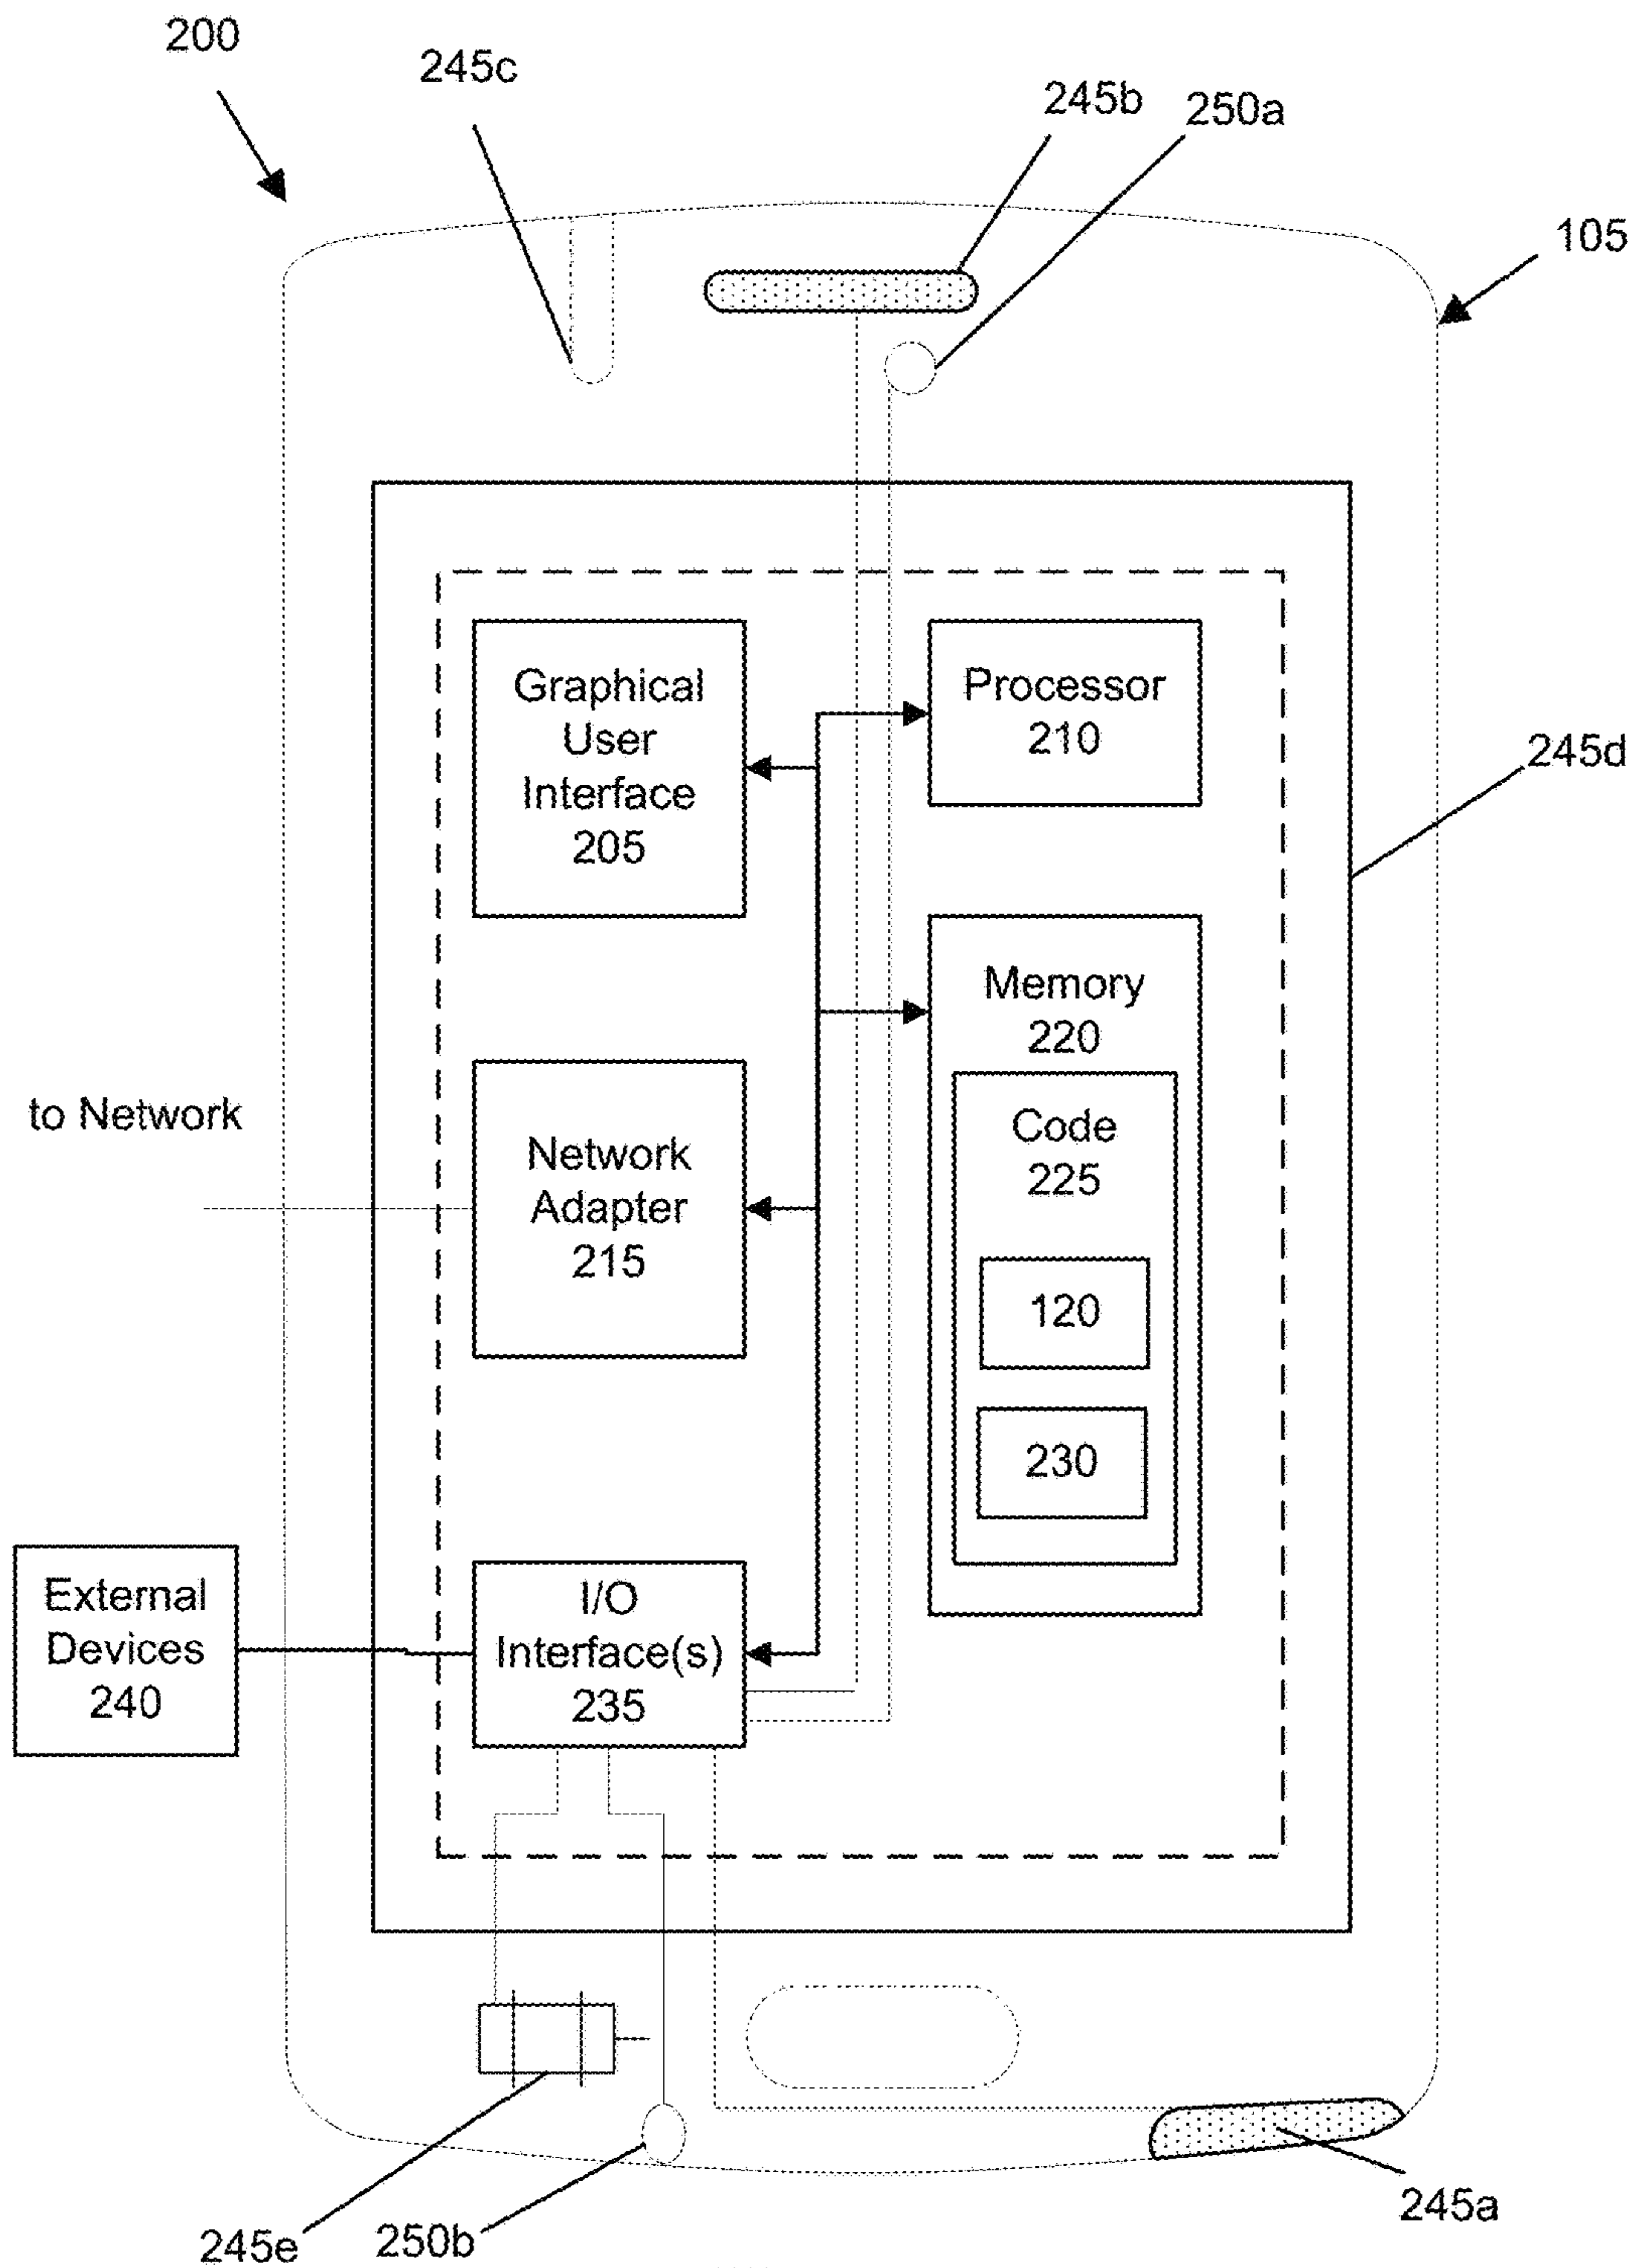 200
245c
245b
250a
105
Graphical
User
Interface
205
Processor
210
245d
Memory
220
Code
225
120
230
to Network
Network
Adapter
215
External
Devices
240
I/O
Interface(s)
235
245e
250b
245a